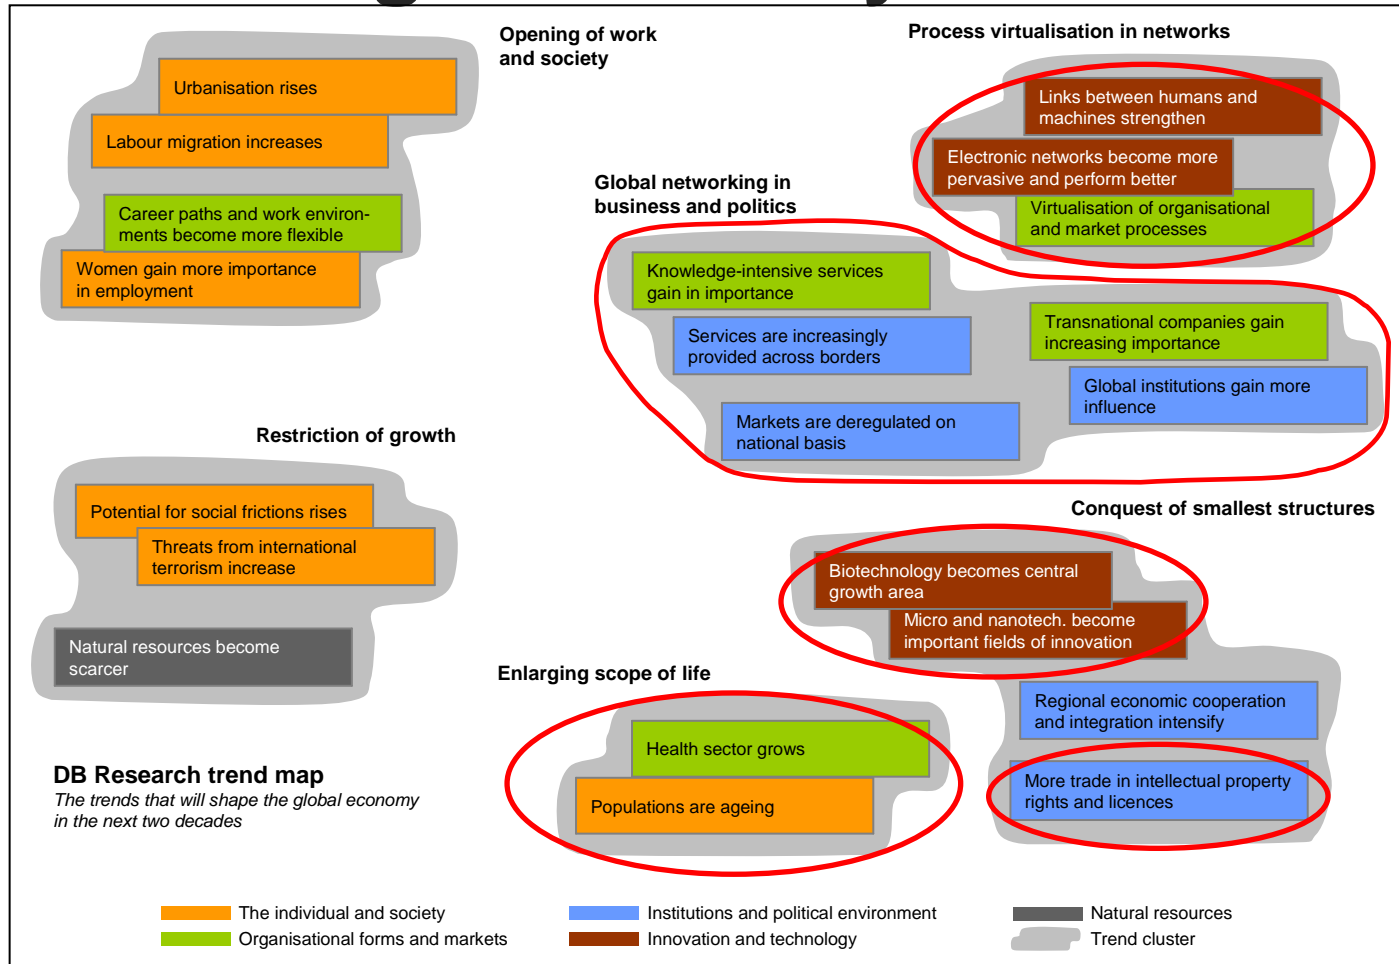 Opening of work
and society
Urbanisation rises
Labour migration increases
Career paths and work environ-
ments become more flexible
Women gain more importance
in employment
Process virtualisation in networks
Links between humans and
machines strengthen
Electronic networks become more
pervasive and perform better
Virtualisation of organisational
and market processes
Global networking in
business and politics
Knowledge-intensive services
gain in importance
Services are increasingly
provided across borders
Markets are deregulated on
national basis
Transnational companies gain
increasing importance
Global institutions gain more
influence
Restriction of growth
Potential for social frictions rises
Threats from international
terrorism increase
Natural resources become
scarcer
Conquest of smallest structures
Biotechnology becomes central
growth area
Micro and nanotech. become
important fields of innovation
Regional economic cooperation
and integration intensify
More trade in intellectual property
rights and licences
Enlarging scope of life
Health sector grows
Populations are ageing
DB Research trend map
The trends that will shape the global economy
in the next two decades
The individual and society
Organisational forms and markets
Institutions and political environment
Innovation and technology
Natural resources
Trend cluster